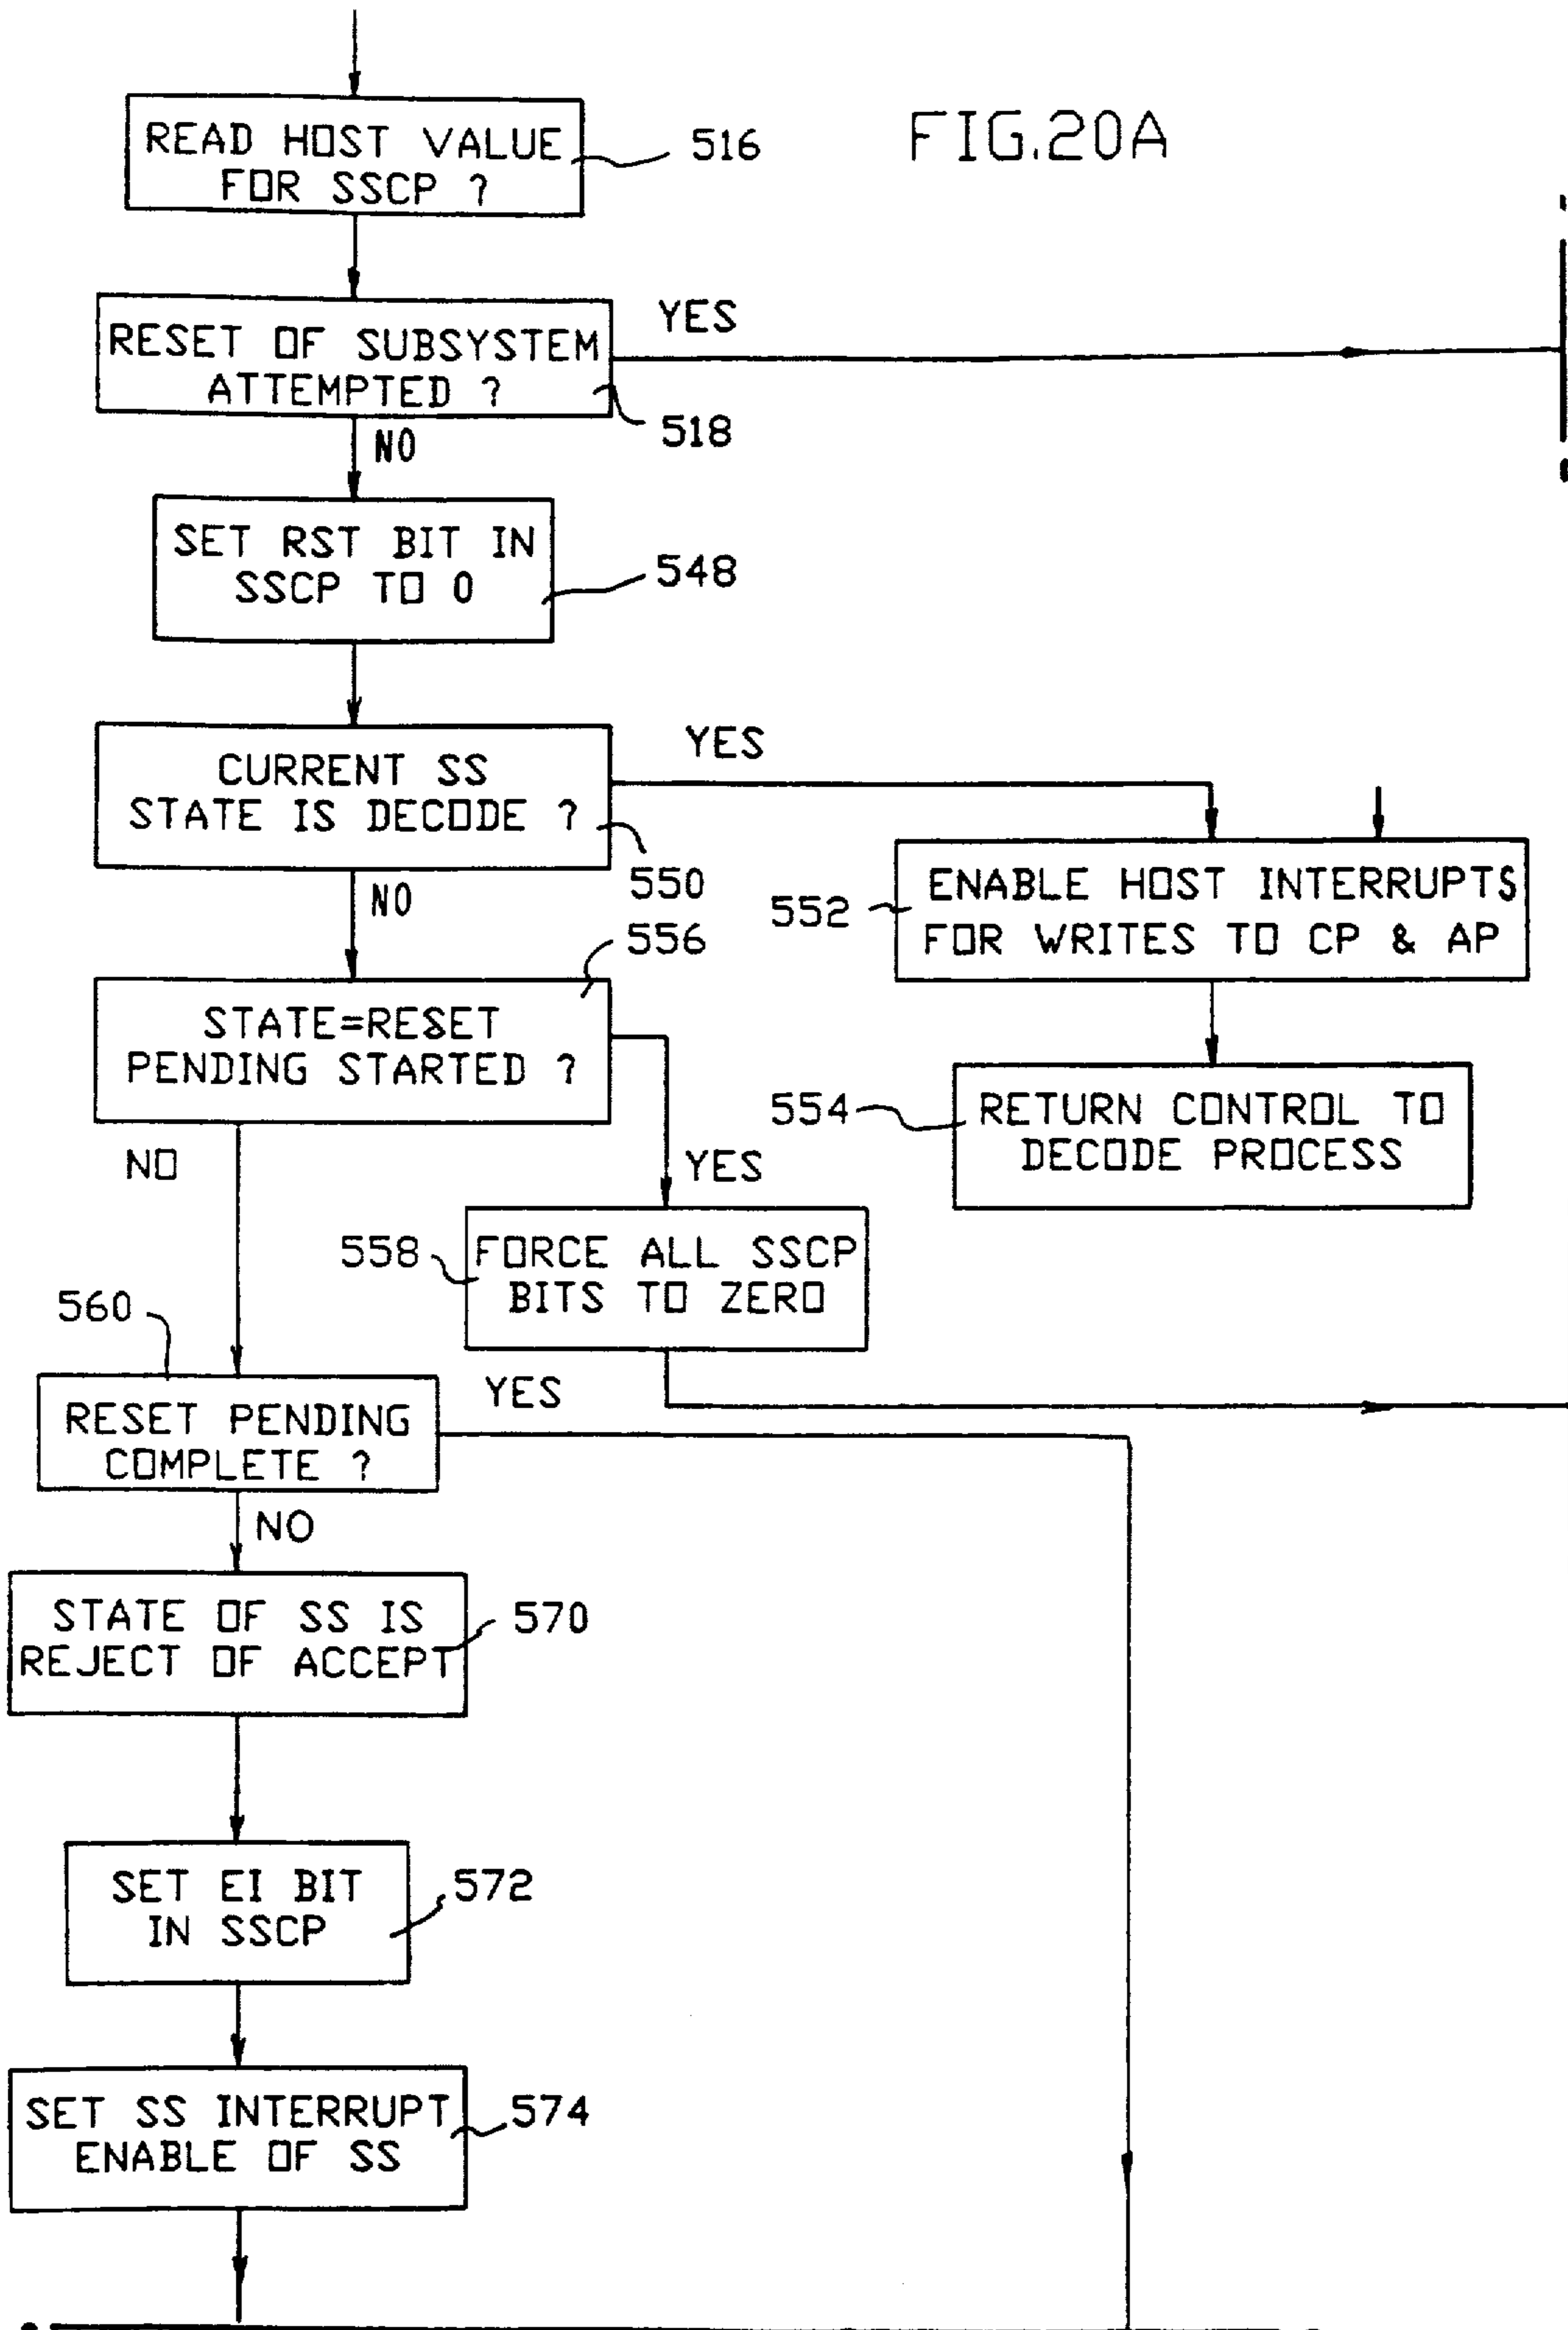 FIG.20A
READ HOST VALUE
FOR SSCP ?
516
RESET OF SUBSYSTEM
ATTEMPTED ?
YES
518
NO
SET RST BIT IN
SSCP TO 0
548
CURRENT SS
STATE IS DECODE ?
YES
550
NO
552
ENABLE HOST INTERRUPTS
FOR WRITES TO CP & AP
556
STATE=RESET
PENDING STARTED ?
554
RETURN CONTROL TO
DECODE PROCESS
NO
YES
558
FORCE ALL SSCP
BITS TO ZERO
560
RESET PENDING
COMPLETE ?
YES
NO
STATE OF SS IS
REJECT OF ACCEPT
570
SET EI BIT
IN SSCP
572
SET SS INTERRUPT
ENABLE OF SS
574